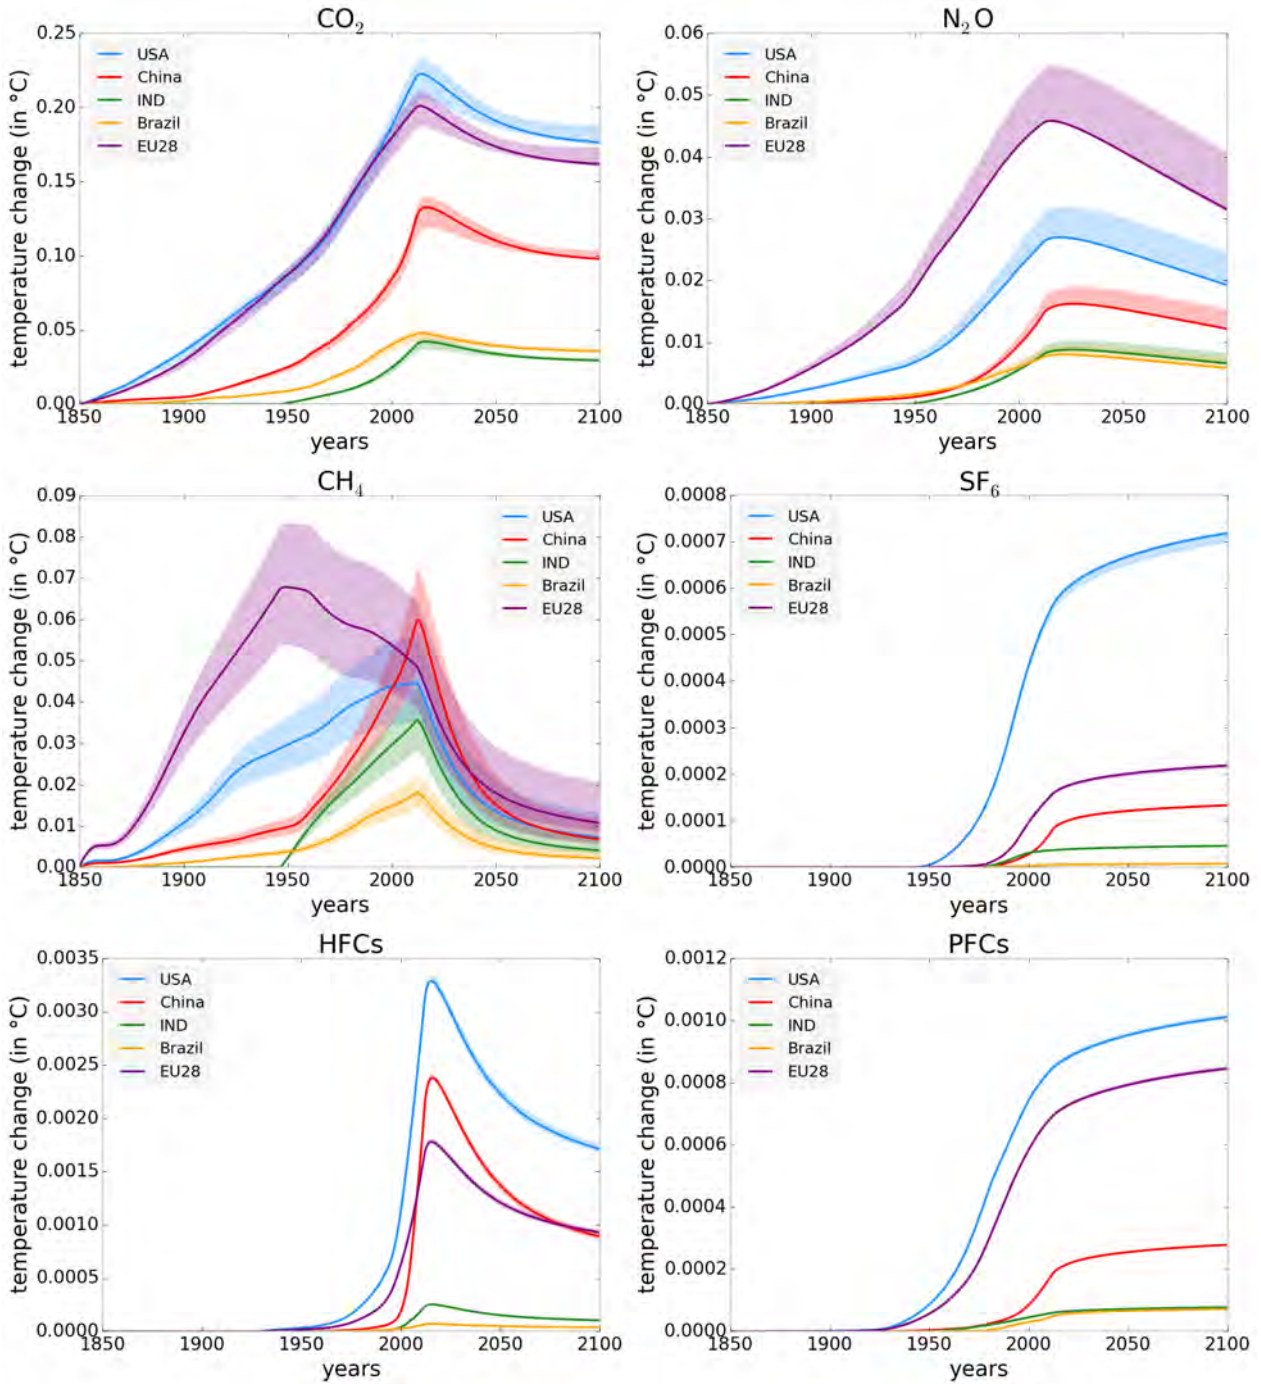 CO₂
temperature change (in °C)
0.25
0.20
0.15
0.10
0.05
0.00
USA
China
IND
Brazil
EU28
1850 1900 1950 2000 2050 2100
years
N₂O
temperature change (in °C)
0.06
0.05
0.04
0.03
0.02
0.01
0.00
USA
China
IND
Brazil
EU28
1850 1900 1950 2000 2050 2100
years
CH₄
temperature change (in °C)
0.09
0.08
0.07
0.06
0.05
0.04
0.03
0.02
0.01
0.00
USA
China
IND
Brazil
EU28
1850 1900 1950 2000 2050 2100
years
SF₆
temperature change (in °C)
0.0008
0.0007
0.0006
0.0005
0.0004
0.0003
0.0002
0.0001
0.0000
USA
China
IND
Brazil
EU28
1850 1900 1950 2000 2050 2100
years
HFCs
temperature change (in °C)
0.0035
0.0030
0.0025
0.0020
0.0015
0.0010
0.0005
0.0000
USA
China
IND
Brazil
EU28
1850 1900 1950 2000 2050 2100
years
PFCs
temperature change (in °C)
0.0012
0.0010
0.0008
0.0006
0.0004
0.0002
0.0000
USA
China
IND
Brazil
EU28
1850 1900 1950 2000 2050 2100
years